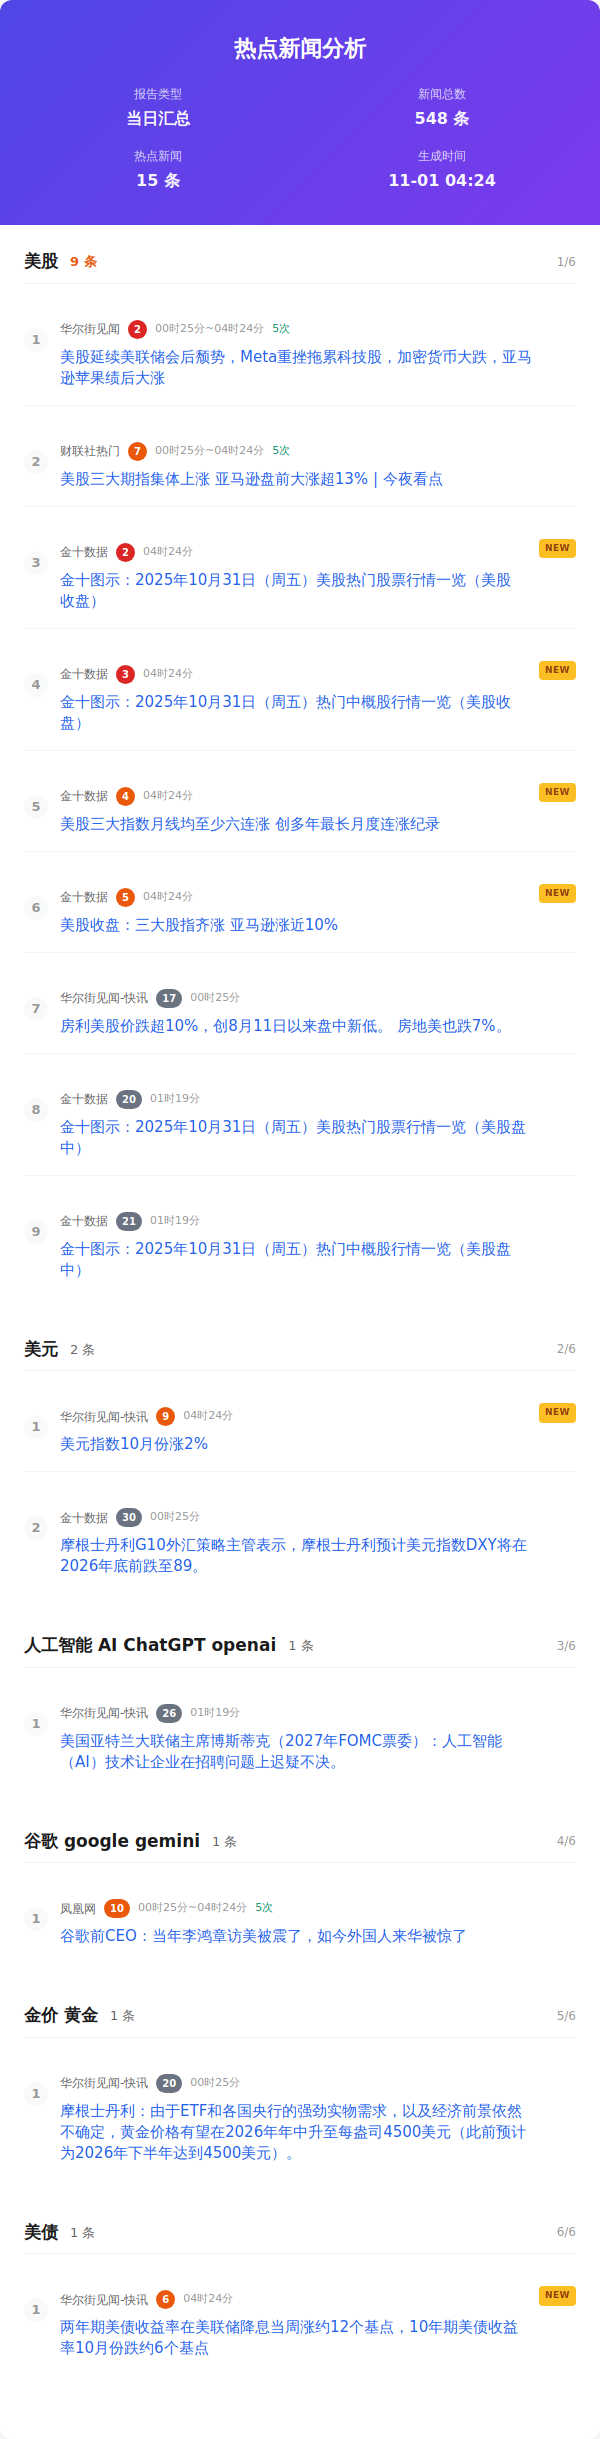 热点新闻分析
报告类型
新闻总数
当日汇总
548 条
热点新闻
生成时间
15 条
11-01 04:24
美股 9 条 1/6
1 华尔街见闻 2 00时25分~04时24分 5次
美股延续美联储会后颓势，Meta重挫拖累科技股，加密货币大跌，亚马
逊苹果绩后大涨
2 财联社热门 7 00时25分~04时24分 5次
美股三大期指集体上涨 亚马逊盘前大涨超13% | 今夜看点
3 金十数据 2 04时24分 NEW
金十图示：2025年10月31日（周五）美股热门股票行情一览（美股
收盘）
4 金十数据 3 04时24分 NEW
金十图示：2025年10月31日（周五）热门中概股行情一览（美股收
盘）
5 金十数据 4 04时24分 NEW
美股三大指数月线均至少六连涨 创多年最长月度连涨纪录
6 金十数据 5 04时24分 NEW
美股收盘：三大股指齐涨 亚马逊涨近10%
7 华尔街见闻-快讯 17 00时25分
房利美股价跌超10%，创8月11日以来盘中新低。 房地美也跌7%。
8 金十数据 20 01时19分
金十图示：2025年10月31日（周五）美股热门股票行情一览（美股盘
中）
9 金十数据 21 01时19分
金十图示：2025年10月31日（周五）热门中概股行情一览（美股盘
中）
美元 2 条 2/6
1 华尔街见闻-快讯 9 04时24分 NEW
美元指数10月份涨2%
2 金十数据 30 00时25分
摩根士丹利G10外汇策略主管表示，摩根士丹利预计美元指数DXY将在
2026年底前跌至89。
人工智能 AI ChatGPT openai 1 条 3/6
1 华尔街见闻-快讯 26 01时19分
美国亚特兰大联储主席博斯蒂克（2027年FOMC票委）：人工智能
（AI）技术让企业在招聘问题上迟疑不决。
谷歌 google gemini 1 条 4/6
1 凤凰网 10 00时25分~04时24分 5次
谷歌前CEO：当年李鸿章访美被震了，如今外国人来华被惊了
金价 黄金 1 条 5/6
1 华尔街见闻-快讯 20 00时25分
摩根士丹利：由于ETF和各国央行的强劲实物需求，以及经济前景依然
不确定，黄金价格有望在2026年年中升至每盎司4500美元（此前预计
为2026年下半年达到4500美元）。
美债 1 条 6/6
1 华尔街见闻-快讯 6 04时24分 NEW
两年期美债收益率在美联储降息当周涨约12个基点，10年期美债收益
率10月份跌约6个基点